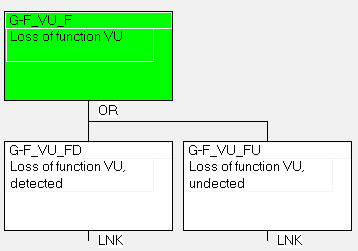 G-F_VU_F
Loss of function VU
OR
G-F_VU_FD
Loss of function VU,
detected
LNK
G-F_VU_FU
Loss of function VU,
undected
LNK